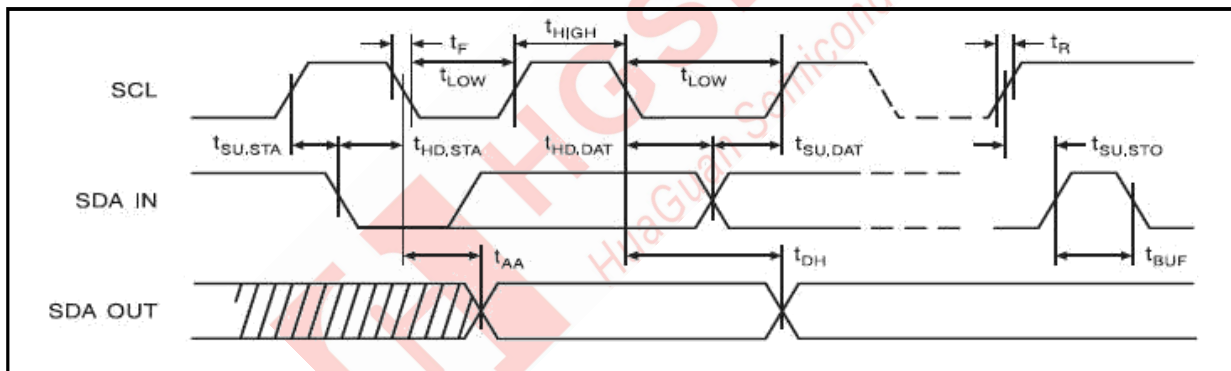 tHIGH
tF
tR
tLOW
tLOW
SCL
tSU,STA
tHD,STA
tHD,DAT
tSU,DAT
tSU,STO
SDA IN
tAA
tDH
tBUF
SDA OUT
HGS
HuaGuan Semicond